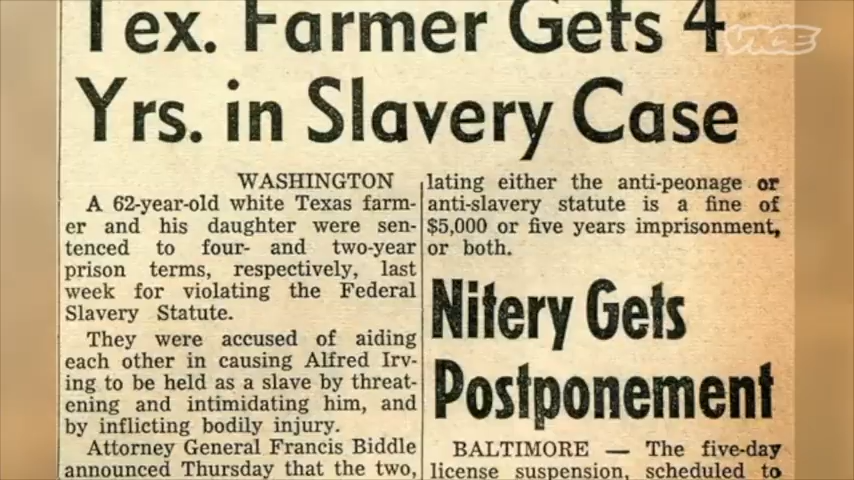 Tex. Farmer Gets 4
Yrs. in Slavery Case
VICE
WASHINGTON
A 62-year-old white Texas farm-
er and his daughter were sen-
tenced to four- and two-year
prison terms, respectively, last
week for violating the Federal
Slavery Statute.
They were accused of aiding
each other in causing Alfred Irv-
ing to be held as a slave by threat-
ening and intimidating him, and
by inflicting bodily injury.
Attorney General Francis Biddle
announced Thursday that the two,
lating either the anti-peonage or
anti-slavery statute is a fine of
$5,000 or five years imprisonment,
or both.
Nitery Gets
Postponement
BALTIMORE — The five-day
license suspension, scheduled to